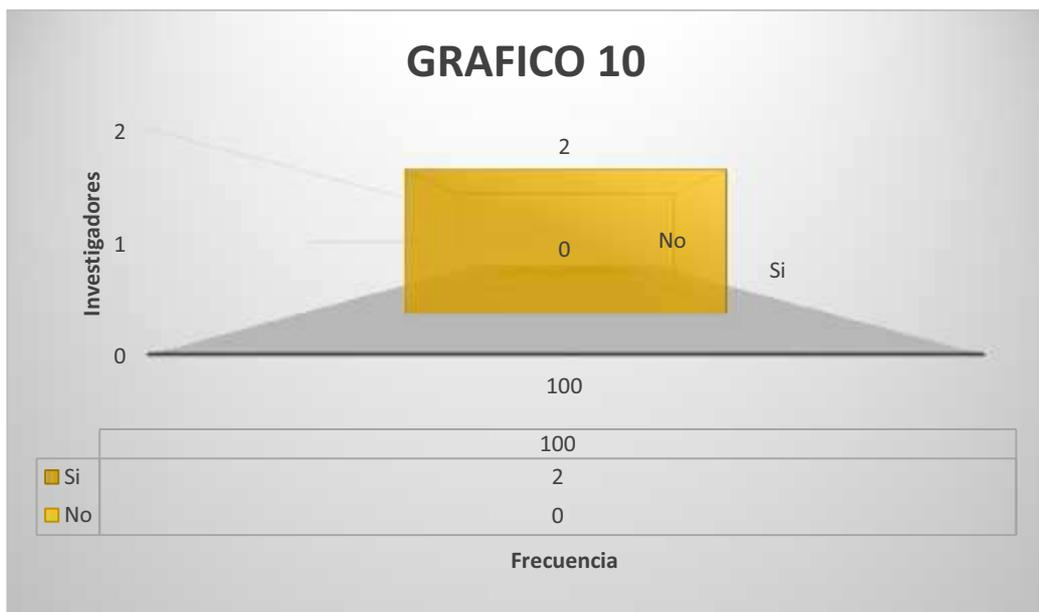 GRAFICO 10
2
2
Investigadores
1
0
No
Si
0
100
100
Si 2
No 0
Frecuencia